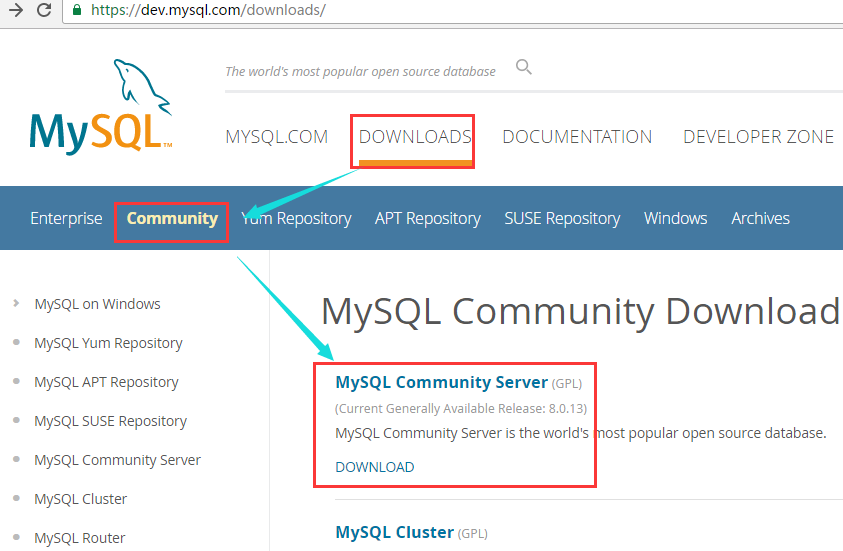 https://dev.mysql.com/downloads/
The world's most popular open source database
MySQL™
MYSQL.COM DOWNLOADS DOCUMENTATION DEVELOPER ZONE
Enterprise Community Yum Repository APT Repository SUSE Repository Windows Archives
MySQL on Windows
MySQL Yum Repository
MySQL APT Repository
MySQL SUSE Repository
MySQL Community Server
MySQL Cluster
MySQL Router
MySQL Community Download
MySQL Community Server (GPL)
(Current Generally Available Release: 8.0.13)
MySQL Community Server is the world's most popular open source database.
DOWNLOAD
MySQL Cluster (GPL)